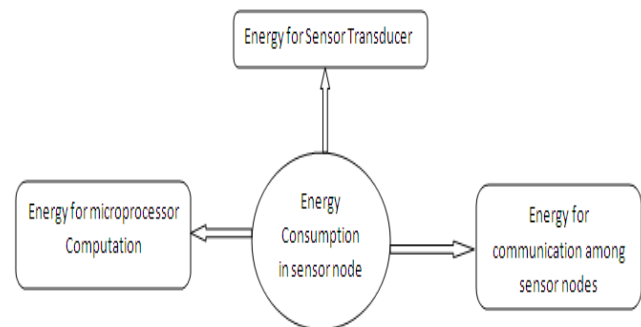 Energy for Sensor Transducer
Energy for microprocessor
Computation
Energy
Consumption
in sensor node
Energy for
communication among
sensor nodes